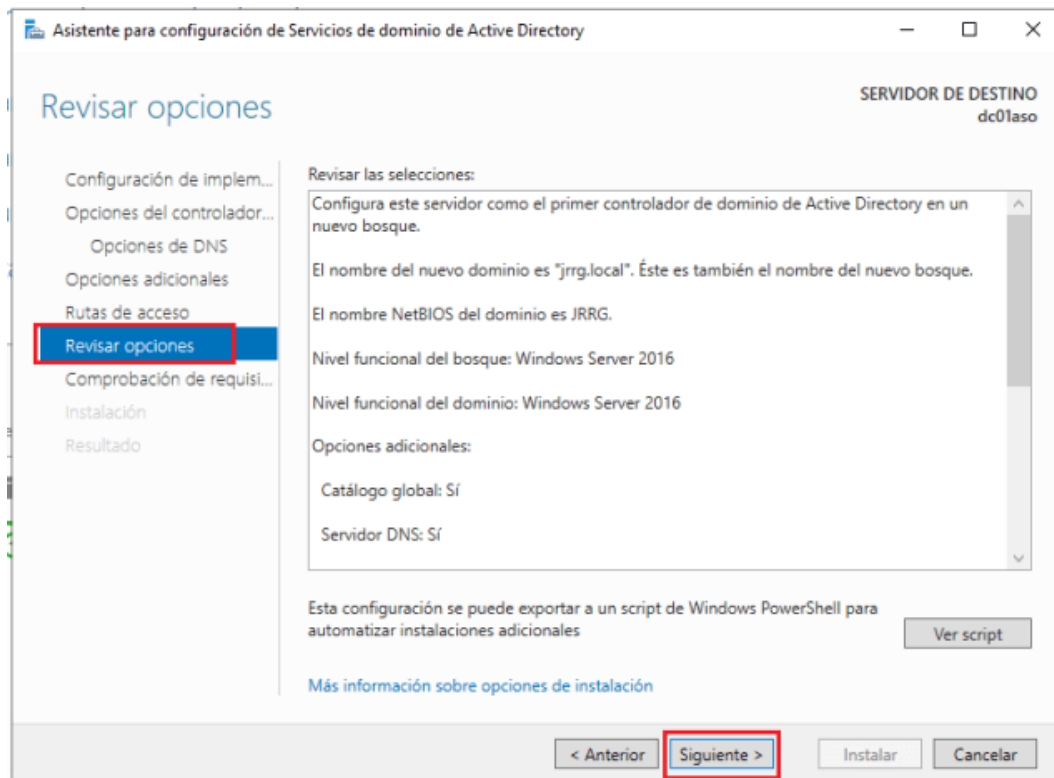 Asistente para configuración de Servicios de dominio de Active Directory
Revisar opciones
SERVIDOR DE DESTINO
dc01aso
Configuración de implem...
Opciones del controlador...
Opciones de DNS
Opciones adicionales
Rutas de acceso
Revisar opciones
Comprobación de requisi...
Instalación
Resultado
Revisar las selecciones:
Configura este servidor como el primer controlador de dominio de Active Directory en un
nuevo bosque.
El nombre del nuevo dominio es "jrrg.local". Éste es también el nombre del nuevo bosque.
El nombre NetBIOS del dominio es JRRG.
Nivel funcional del bosque: Windows Server 2016
Nivel funcional del dominio: Windows Server 2016
Opciones adicionales:
Catálogo global: Sí
Servidor DNS: Sí
Esta configuración se puede exportar a un script de Windows PowerShell para
automatizar instalaciones adicionales
Ver script
Más información sobre opciones de instalación
< Anterior
Siguiente >
Instalar
Cancelar